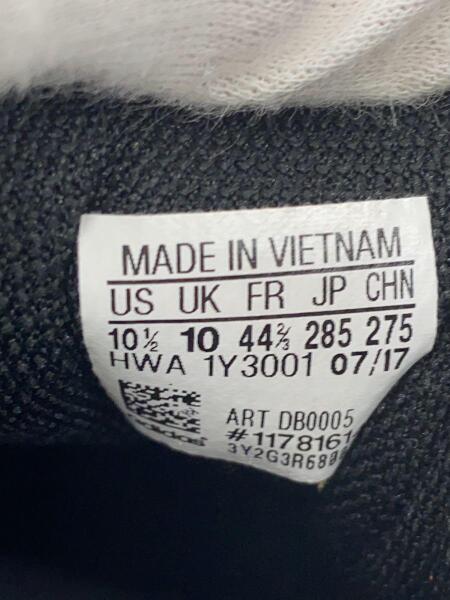 MADE IN VIETNAM
US UK FR JP CHN
10½ 10 44⅔ 285 275
HWA 1Y3001 07/17
ART DB0005
#1178161
adidas